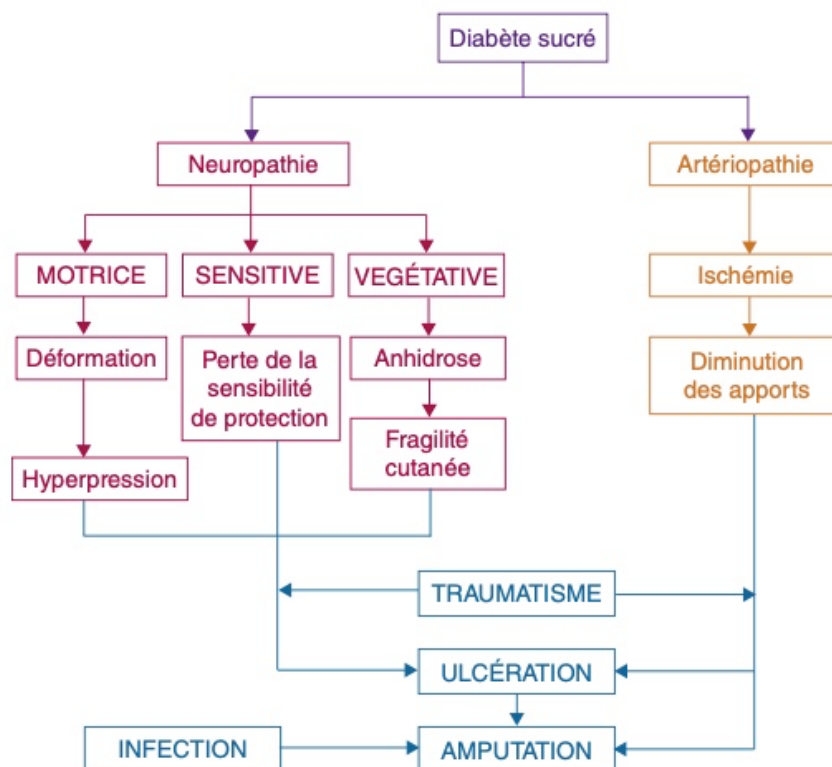 Diabète sucré
Neuropathie
Artériopathie
MOTRICE
SENSITIVE
VEGÉTATIVE
Ischémie
Déformation
Perte de la
sensibilité
de protection
Anhidrose
Diminution
des apports
Fragilité
cutanée
Hyperpression
TRAUMATISME
ULCÉRATION
INFECTION
AMPUTATION